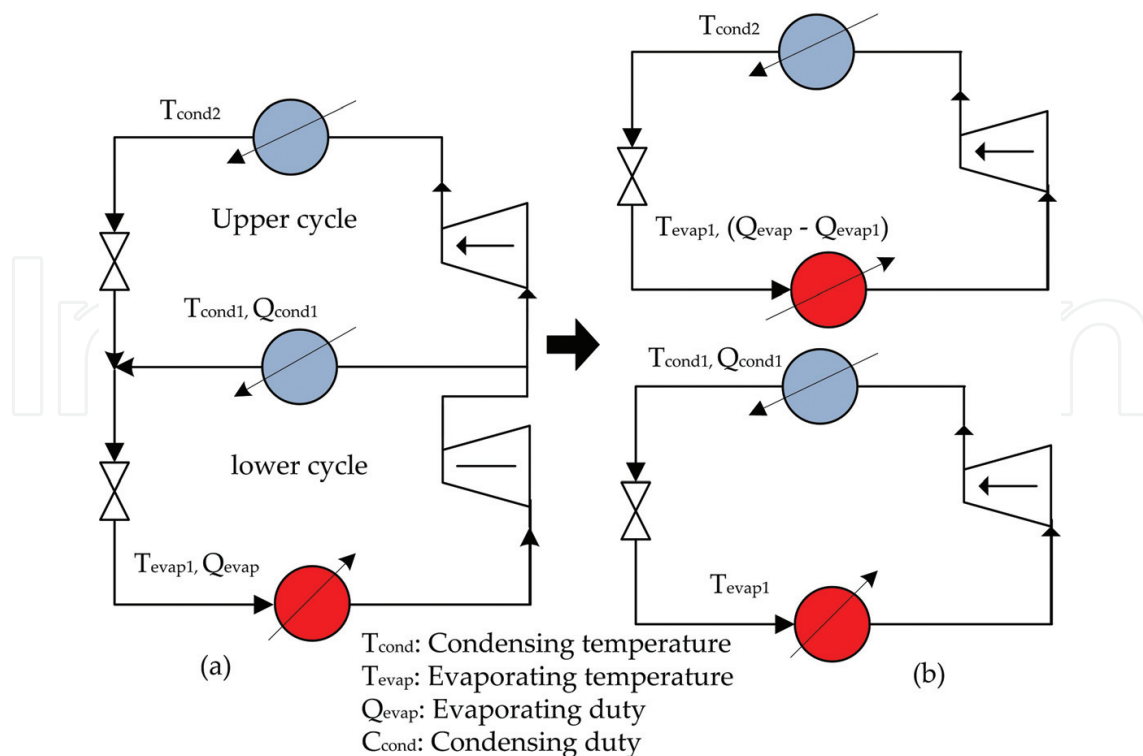 Tcond2
Upper cycle
Tcond1, Qcond1
lower cycle
Tevap1, Qevap
(a)
Tcond2
Tevap1, (Qevap - Qevap1)
Tcond1, Qcond1
Tevap1
(b)
Tcond: Condensing temperature
Tevap: Evaporating temperature
Qevap: Evaporating duty
Ccond: Condensing duty